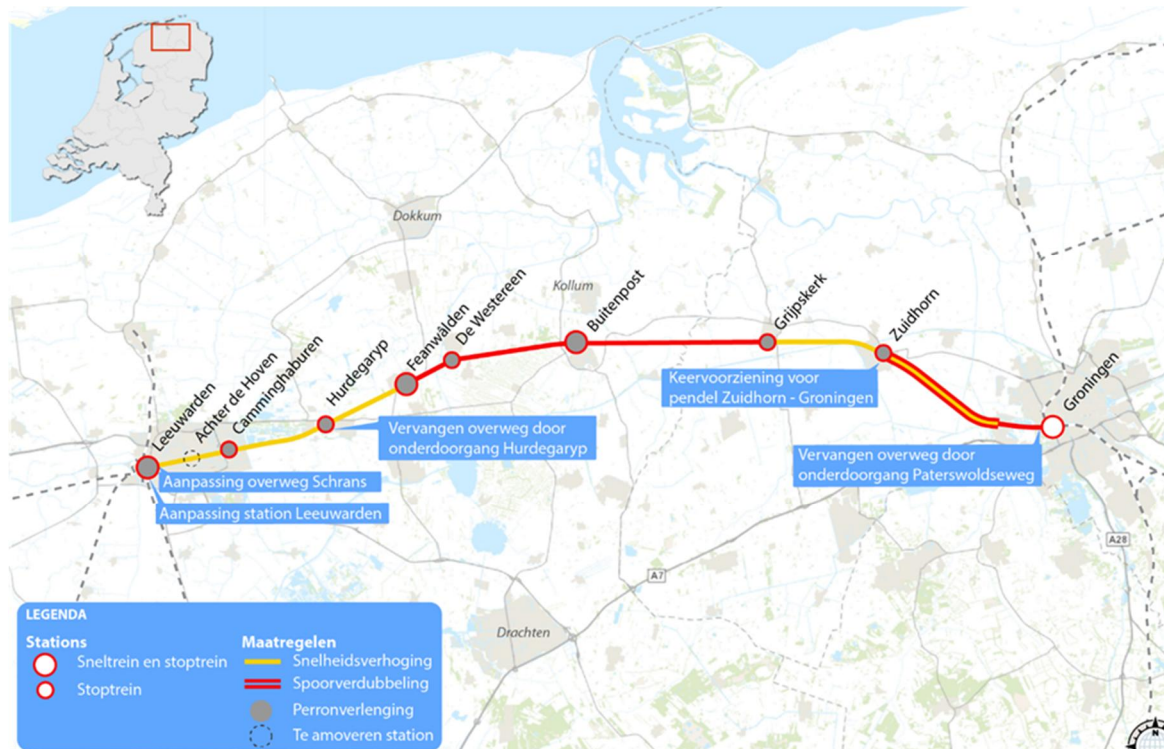 Dokkum
Kollum
Leeuwarden
Achter de Hoven
Camminghaburen
Hurdegaryp
Feanwâlden
De Westereen
Buitenpost
Grijpskerk
Zuidhorn
Groningen
Keervoorziening voor
pendel Zuidhorn - Groningen
Vervangen overweg door
onderdoorgang Hurdegaryp
Vervangen overweg door
onderdoorgang Paterswoldseweg
Aanpassing overweg Schrans
Aanpassing station Leeuwarden
A28
A7
Drachten
LEGENDA
Stations
Sneltrein en stoptrein
Stoptrein
Maatregelen
Snelheidsverhoging
Spoorverdubbeling
Perronverlenging
Te amoveren station
N